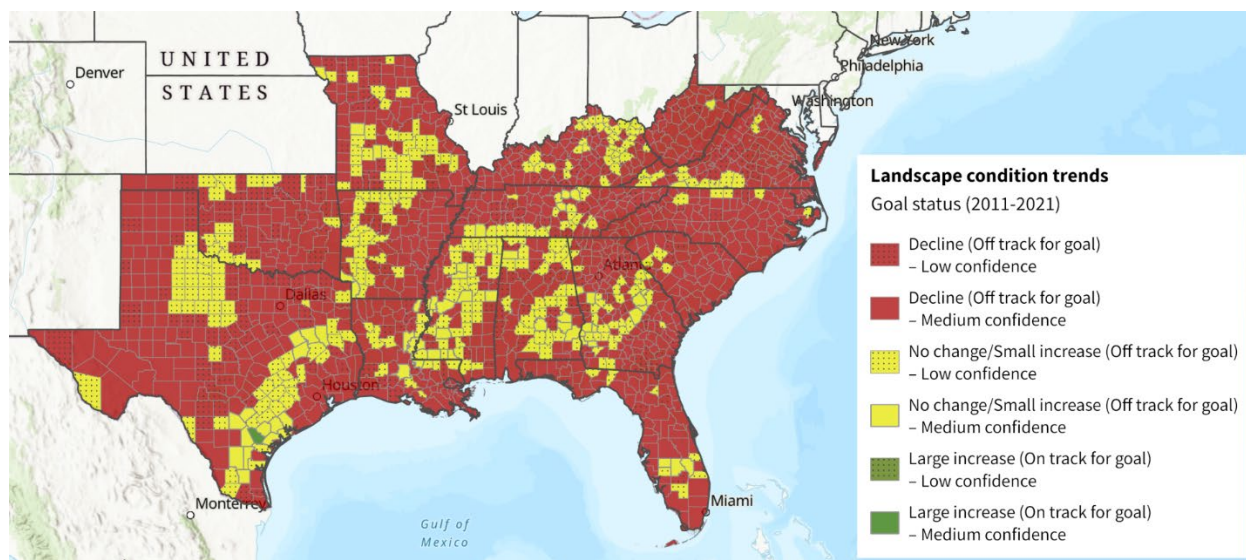 New York
Philadelphia
Denver
UNITED
STATES
St Louis
Washington
Atlanta
Dallas
Houston
Miami
Monterrey
Gulf of
Mexico
Landscape condition trends
Goal status (2011-2021)
Decline (Off track for goal)
– Low confidence
Decline (Off track for goal)
– Medium confidence
No change/Small increase (Off track for goal)
– Low confidence
No change/Small increase (Off track for goal)
– Medium confidence
Large increase (On track for goal)
– Low confidence
Large increase (On track for goal)
– Medium confidence